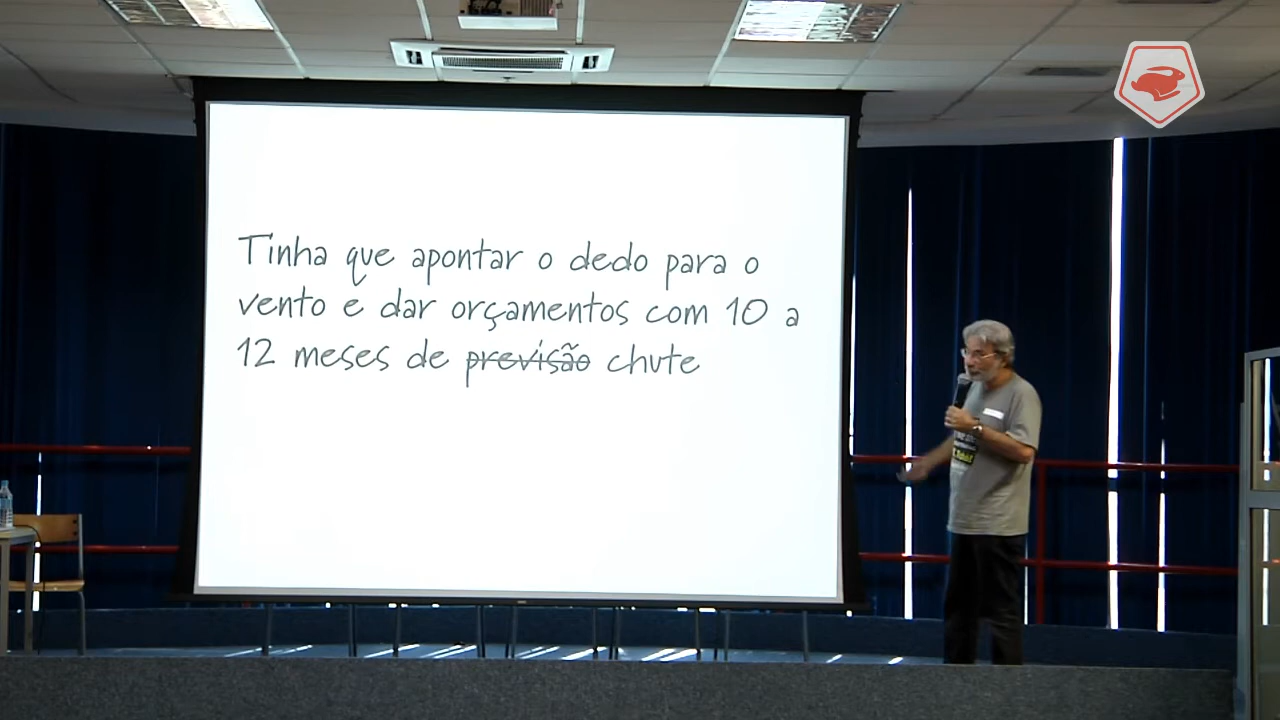 Tinha que apontar o dedo para o
vento e dar orçamentos com 10 a
12 meses de previsão chute